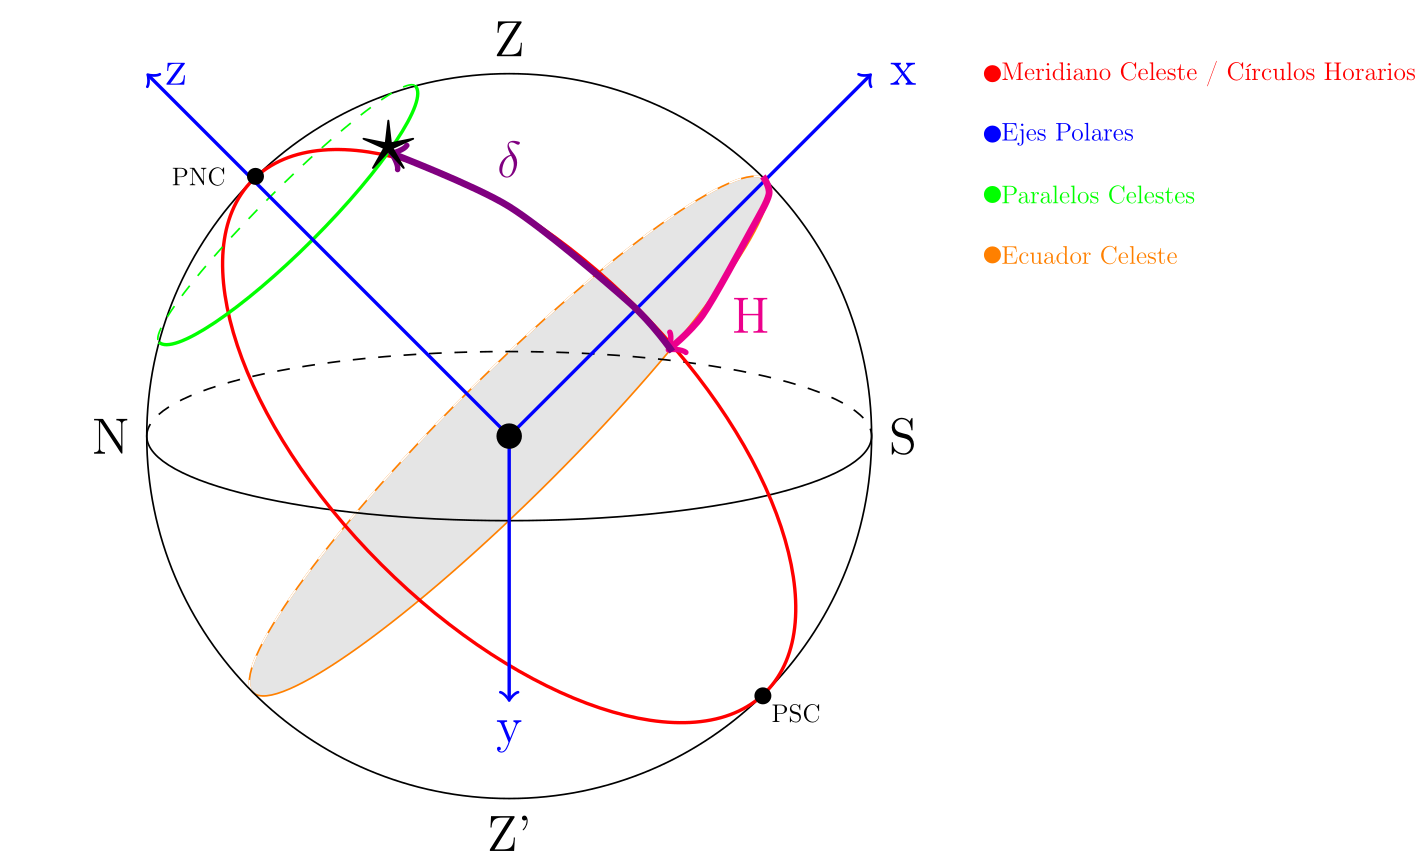 Z
z
x
Meridiano Celeste / Círculos Horarios
Ejes Polares
δ
PNC
Paralelos Celestes
Ecuador Celeste
H
N
S
PSC
y
Z'